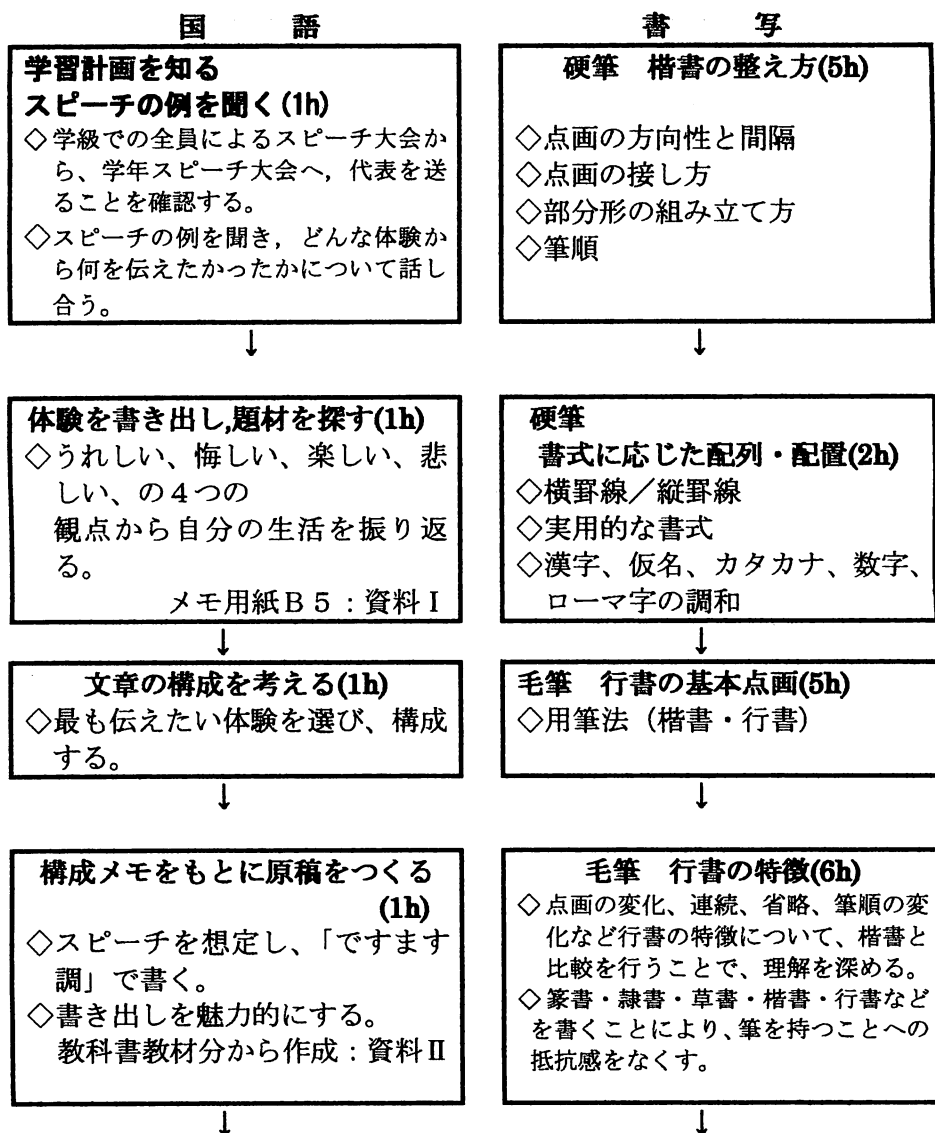 国　語
学習計画を知る
スピーチの例を聞く(1h)
◇学級での全員によるスピーチ大会か
ら、学年スピーチ大会へ，代表を送
ることを確認する。
◇スピーチの例を聞き，どんな体験か
ら何を伝えたかったかについて話し
合う。
↓
体験を書き出し,題材を探す(1h)
◇うれしい、悔しい、楽しい、悲
しい、の４つの
観点から自分の生活を振り返
る。
メモ用紙Ｂ５：資料Ⅰ
↓
文章の構成を考える(1h)
◇最も伝えたい体験を選び、構成
する。
↓
構成メモをもとに原稿をつくる
(1h)
◇スピーチを想定し、「ですます
調」で書く。
◇書き出しを魅力的にする。
教科書教材分から作成：資料Ⅱ
↓
書　写
硬筆　楷書の整え方(5h)
◇点画の方向性と間隔
◇点画の接し方
◇部分形の組み立て方
◇筆順
↓
硬筆
書式に応じた配列・配置(2h)
◇横罫線／縦罫線
◇実用的な書式
◇漢字、仮名、カタカナ、数字、
ローマ字の調和
↓
毛筆　行書の基本点画(5h)
◇用筆法（楷書・行書）
↓
毛筆　行書の特徴(6h)
◇点画の変化、連続、省略、筆順の変
化など行書の特徴について、楷書と
比較を行うことで、理解を深める。
◇篆書・隷書・草書・楷書・行書など
を書くことにより、筆を持つことへの
抵抗感をなくす。
↓